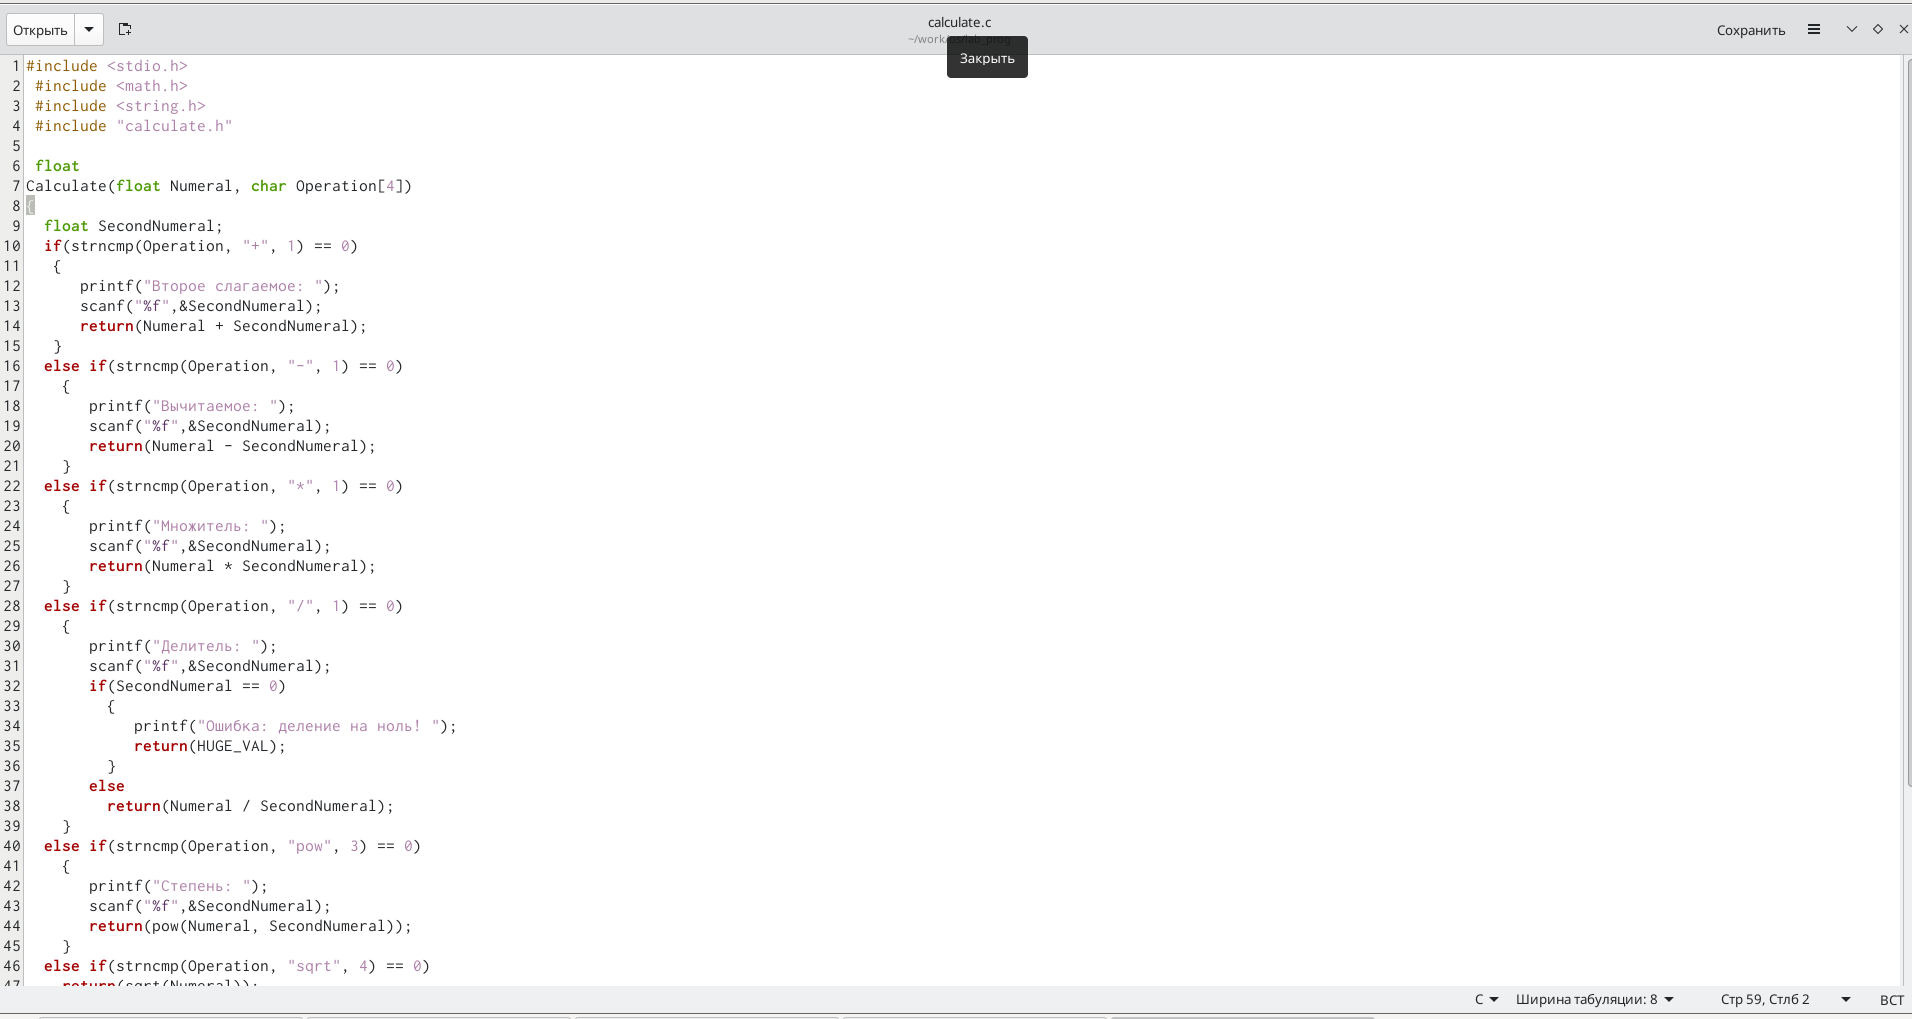 Открыть
calculate.c
~/work/os/lab_prog
Закрыть
Сохранить
1 #include <stdio.h>
2 #include <math.h>
3 #include <string.h>
4 #include "calculate.h"
5
6 float
7 Calculate(float Numeral, char Operation[4])
8 {
9 float SecondNumeral;
10 if(strncmp(Operation, "+", 1) == 0)
11 {
12 printf("Второе слагаемое: ");
13 scanf("%f",&SecondNumeral);
14 return(Numeral + SecondNumeral);
15 }
16 else if(strncmp(Operation, "-", 1) == 0)
17 {
18 printf("Вычитаемое: ");
19 scanf("%f",&SecondNumeral);
20 return(Numeral - SecondNumeral);
21 }
22 else if(strncmp(Operation, "*", 1) == 0)
23 {
24 printf("Множитель: ");
25 scanf("%f",&SecondNumeral);
26 return(Numeral * SecondNumeral);
27 }
28 else if(strncmp(Operation, "/", 1) == 0)
29 {
30 printf("Делитель: ");
31 scanf("%f",&SecondNumeral);
32 if(SecondNumeral == 0)
33 {
34 printf("Ошибка: деление на ноль! ");
35 return(HUGE_VAL);
36 }
37 else
38 return(Numeral / SecondNumeral);
39 }
40 else if(strncmp(Operation, "pow", 3) == 0)
41 {
42 printf("Степень: ");
43 scanf("%f",&SecondNumeral);
44 return(pow(Numeral, SecondNumeral));
45 }
46 else if(strncmp(Operation, "sqrt", 4) == 0)
47 return(sqrt(Numeral));
C Ширина табуляции: 8 Стр 59, Стлб 2 ВСТ